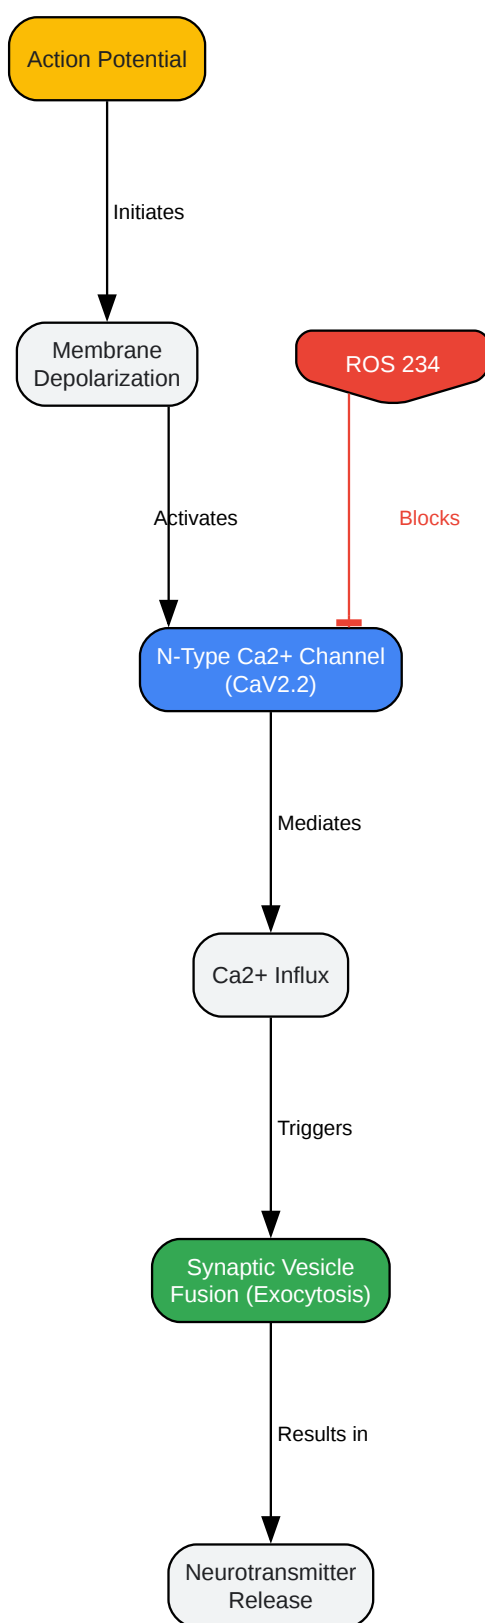 Action Potential
Initiates
Membrane
Depolarization
ROS 234
Activates
Blocks
N-Type Ca2+ Channel
(CaV2.2)
Mediates
Ca2+ Influx
Triggers
Synaptic Vesicle
Fusion (Exocytosis)
Results in
Neurotransmitter
Release